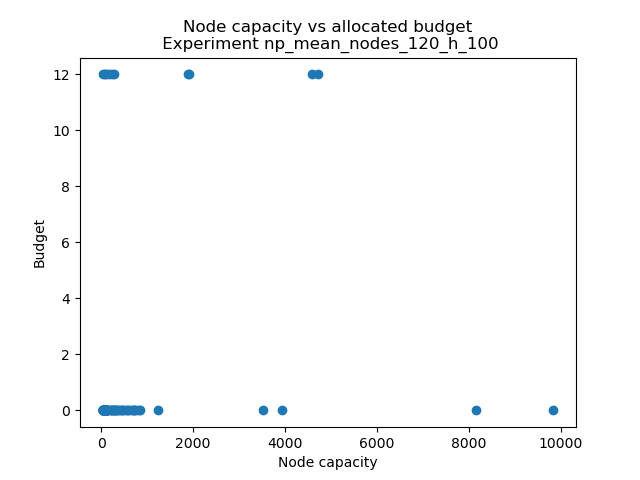 Node capacity vs allocated budget
Experiment np_mean_nodes_120_h_100
12
10
8
6
4
2
0
Budget
0 2000 4000 6000 8000 10000
Node capacity